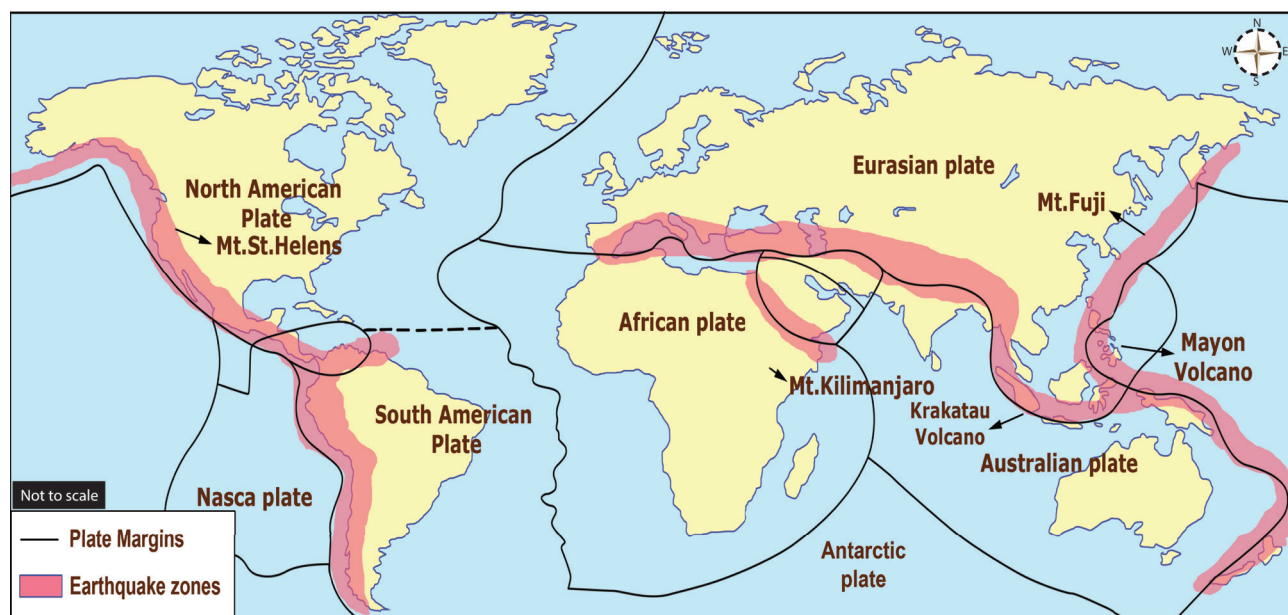 N
W
E
S
North American
Plate
Mt.St.Helens
Eurasian plate
Mt.Fuji
African plate
Mt.Kilimanjaro
Mayon
Volcano
Krakatau
Volcano
South American
Plate
Australian plate
Nasca plate
Antarctic
plate
Not to scale
Plate Margins
Earthquake zones